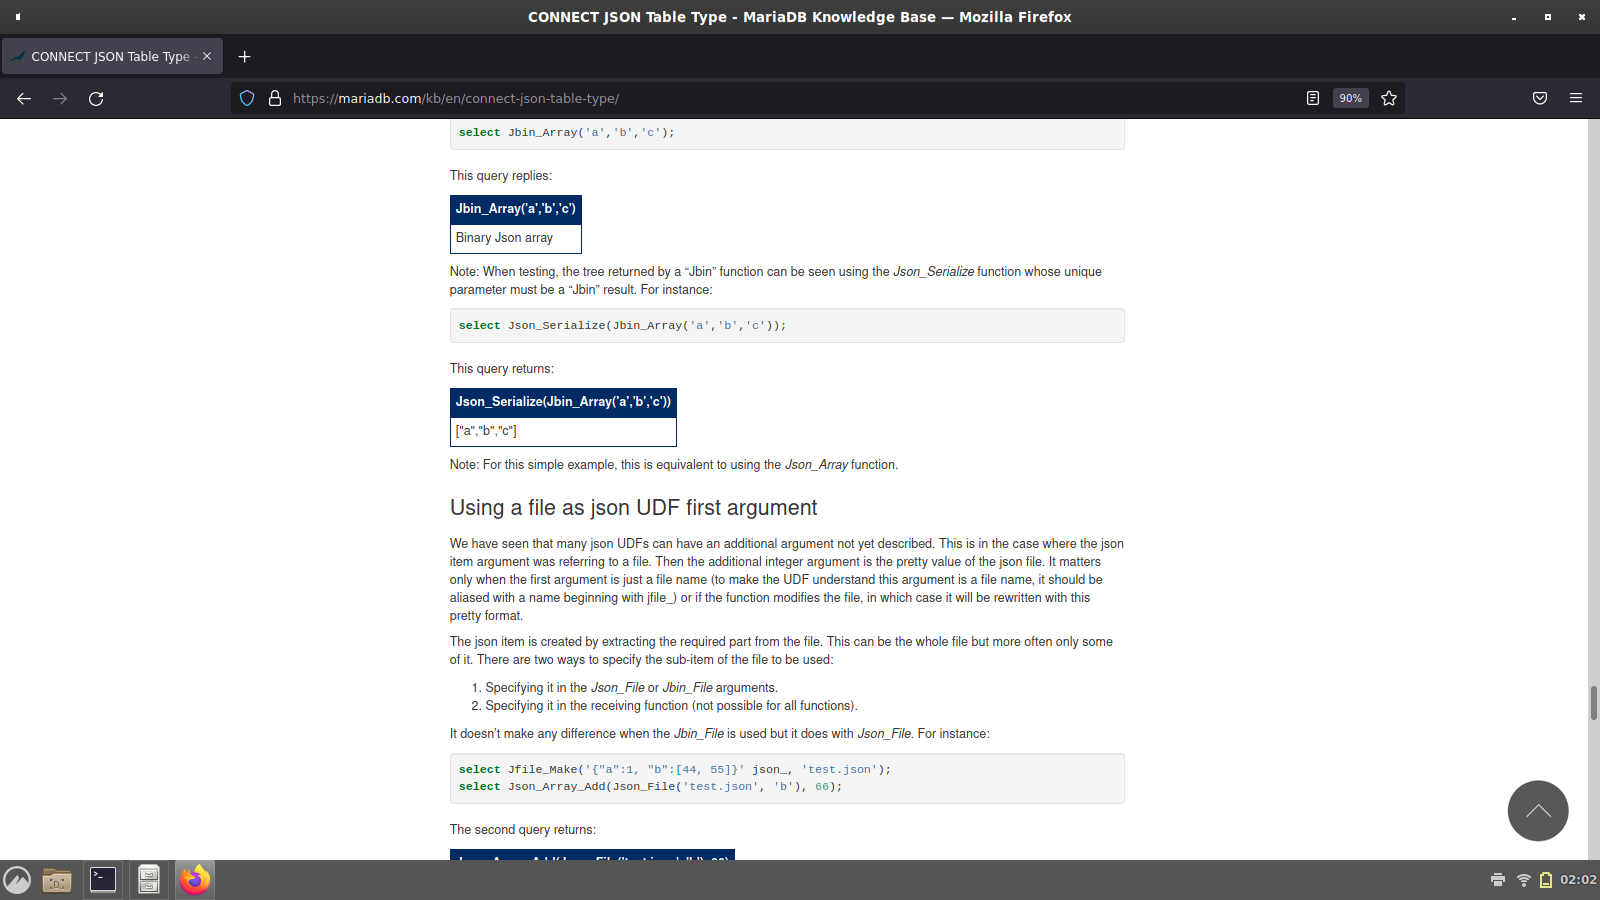 CONNECT JSON Table Type - MariaDB Knowledge Base — Mozilla Firefox
CONNECT JSON Table Type -
https://mariadb.com/kb/en/connect-json-table-type/
90%
select Jbin_Array('a','b','c');
This query replies:
Jbin_Array('a','b','c')
Binary Json array
Note: When testing, the tree returned by a “Jbin” function can be seen using the Json_Serialize function whose unique
parameter must be a “Jbin” result. For instance:
select Json_Serialize(Jbin_Array('a','b','c'));
This query returns:
Json_Serialize(Jbin_Array('a','b','c'))
["a","b","c"]
Note: For this simple example, this is equivalent to using the Json_Array function.
Using a file as json UDF first argument
We have seen that many json UDFs can have an additional argument not yet described. This is in the case where the json
item argument was referring to a file. Then the additional integer argument is the pretty value of the json file. It matters
only when the first argument is just a file name (to make the UDF understand this argument is a file name, it should be
aliased with a name beginning with jfile_) or if the function modifies the file, in which case it will be rewritten with this
pretty format.
The json item is created by extracting the required part from the file. This can be the whole file but more often only some
of it. There are two ways to specify the sub-item of the file to be used:
1. Specifying it in the Json_File or Jbin_File arguments.
2. Specifying it in the receiving function (not possible for all functions).
It doesn’t make any difference when the Jbin_File is used but it does with Json_File. For instance:
select Jfile_Make('{"a":1, "b":[44, 55]}' json_, 'test.json');
select Json_Array_Add(Json_File('test.json', 'b'), 66);
The second query returns:
02:02